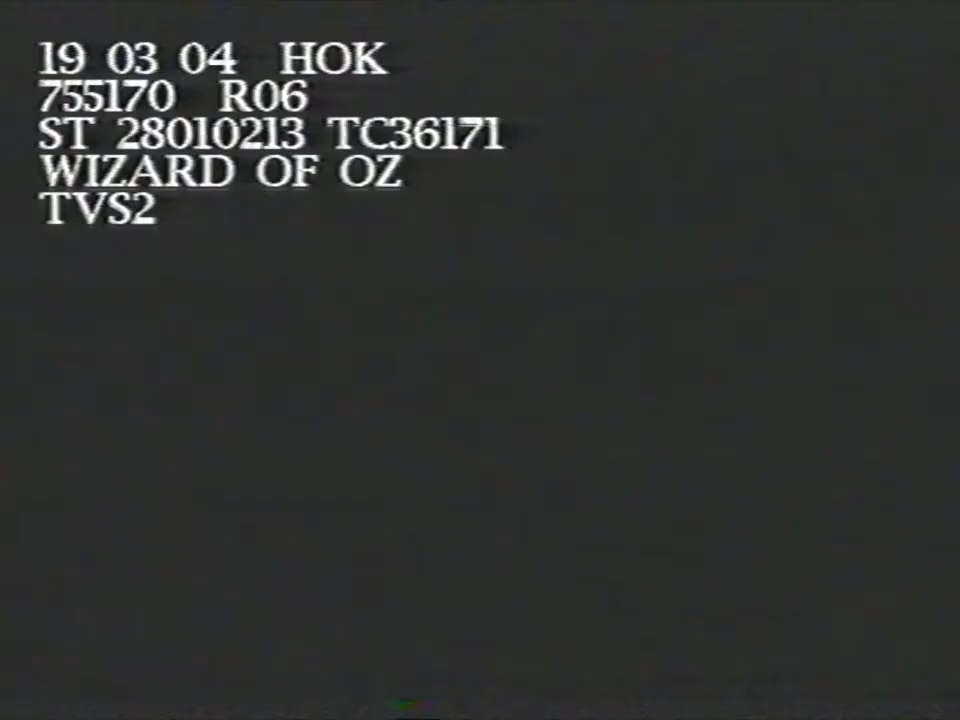 19 03 04 HOK
755170 R06
ST 28010213 TC36171
WIZARD OF OZ
TVS2